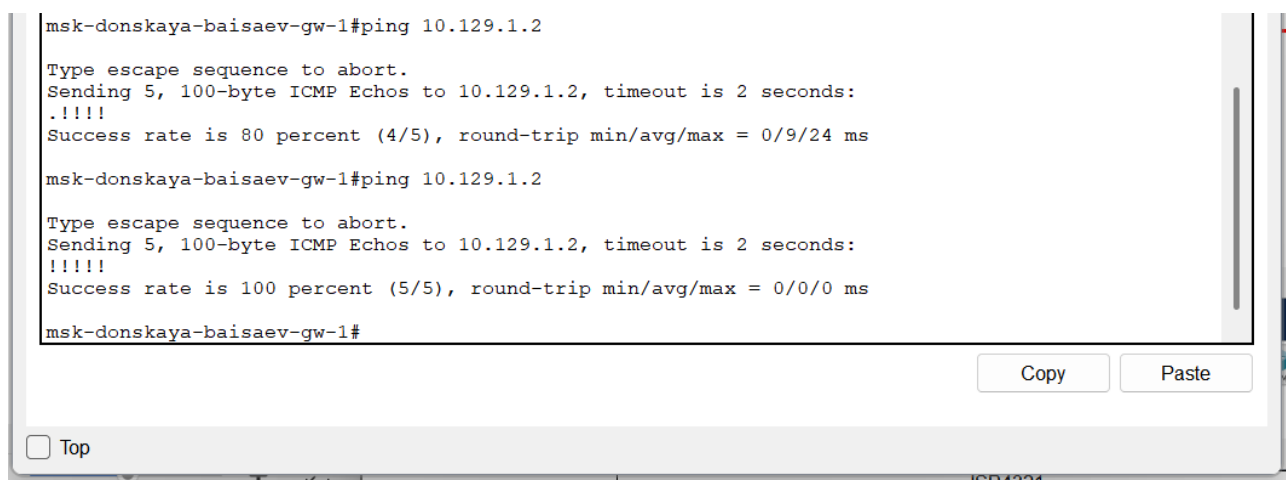 msk-donskaya-baisaev-gw-1#ping 10.129.1.2
Type escape sequence to abort.
Sending 5, 100-byte ICMP Echos to 10.129.1.2, timeout is 2 seconds:
.!!!!
Success rate is 80 percent (4/5), round-trip min/avg/max = 0/9/24 ms
msk-donskaya-baisaev-gw-1#ping 10.129.1.2
Type escape sequence to abort.
Sending 5, 100-byte ICMP Echos to 10.129.1.2, timeout is 2 seconds:
!!!!!
Success rate is 100 percent (5/5), round-trip min/avg/max = 0/0/0 ms
msk-donskaya-baisaev-gw-1#
Copy Paste
Top